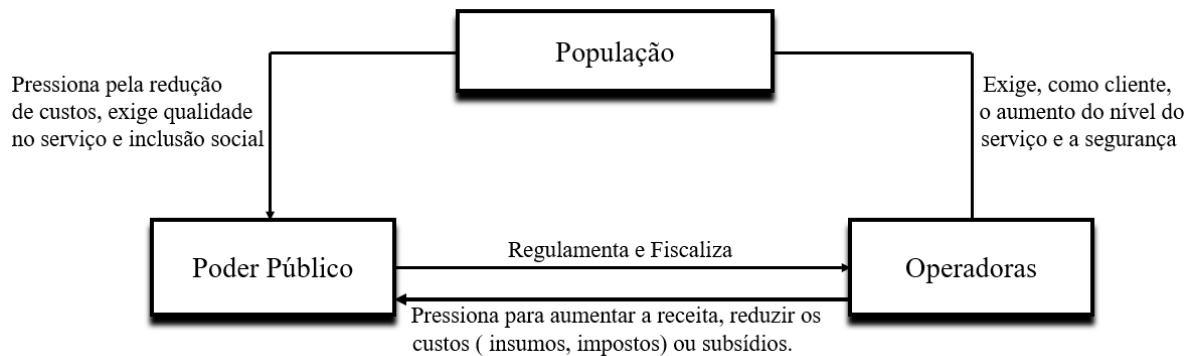 População
Pressiona pela redução
de custos, exige qualidade
no serviço e inclusão social
Exige, como cliente,
o aumento do nível do
serviço e a segurança
Poder Público
Regulamenta e Fiscaliza
Operadoras
Pressiona para aumentar a receita, reduzir os
custos ( insumos, impostos) ou subsídios.